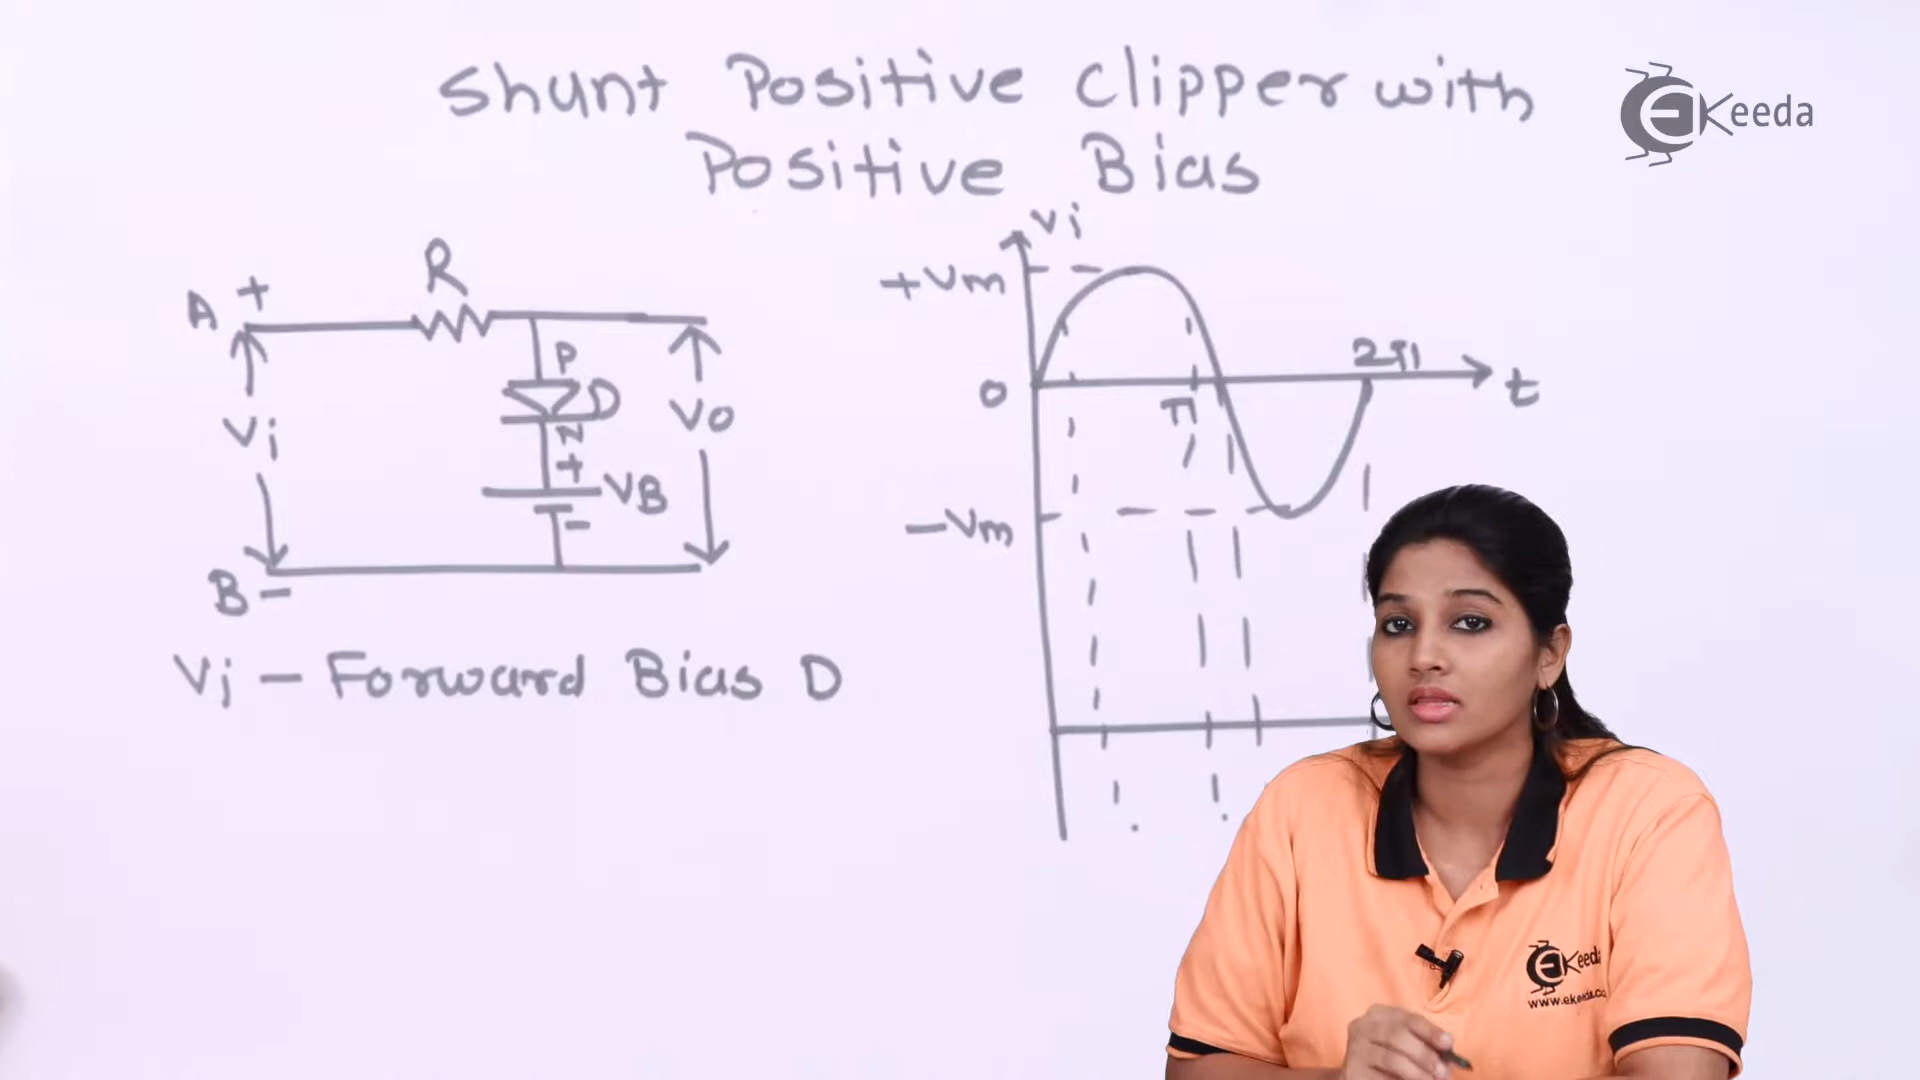 Shunt Positive Clipper with
Positive Bias
EKeeda
A +
R
P
D
N
+
VB
-
Vi
Vo
B -
Vi - Forward Bias D
Vi
+Vm
0
π
2π
t
-Vm
EKeeda
www.ekeeda.co